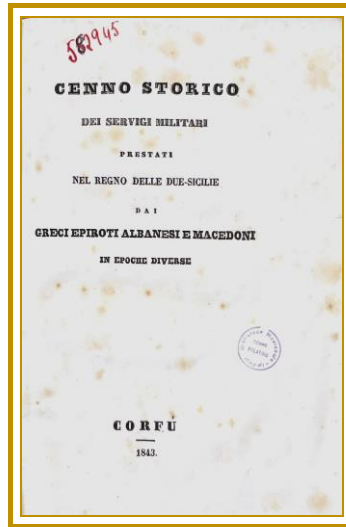 582945
CENNO STORICO
DEI SERVIGI MILITARI
PRESTATI
NEL REGNO DELLE DUE-SICILIE
DAI
GRECI EPIROTI ALBANESI E MACEDONI
IN EPOCHE DIVERSE
CORFÙ
1843.